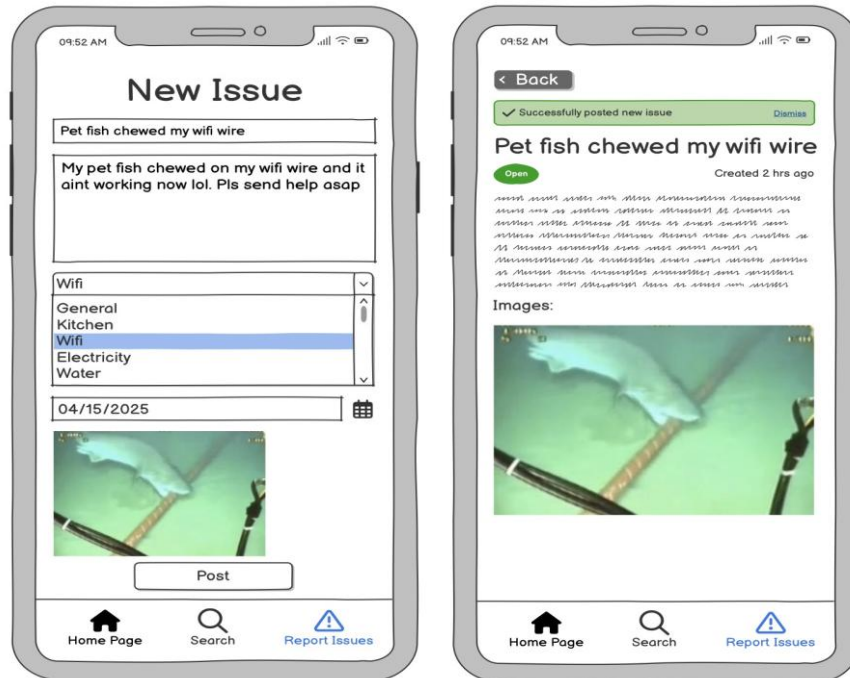 09:52 AM
New Issue
Pet fish chewed my wifi wire
My pet fish chewed on my wifi wire and it
aint working now lol. Pls send help asap
Wifi
General
Kitchen
Wifi
Electricity
Water
04/15/2025
Post
Home Page
Search
Report Issues
09:52 AM
< Back
Successfully posted new issue
Dismiss
Pet fish chewed my wifi wire
Open
Created 2 hrs ago
Images:
Home Page
Search
Report Issues